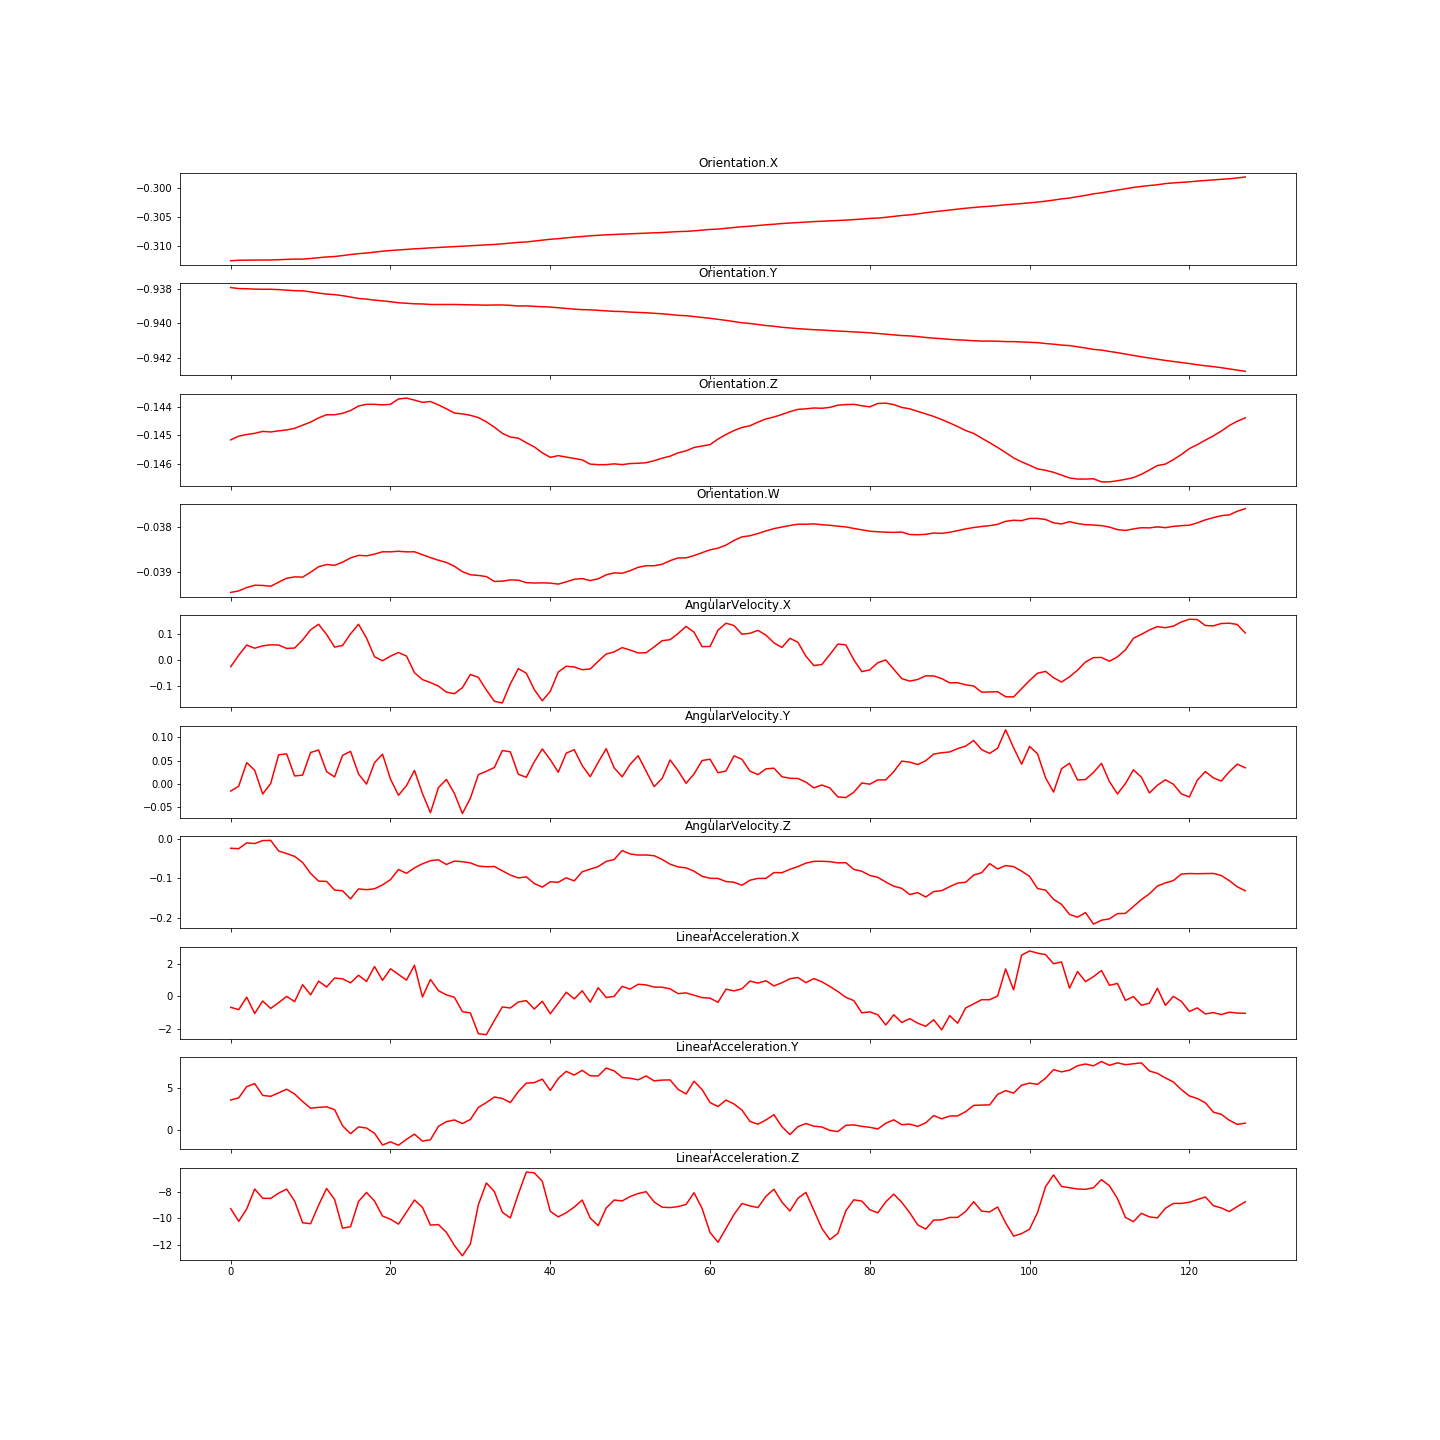 Orientation.X
−0.300
−0.305
−0.310
Orientation.Y
−0.938
−0.940
−0.942
Orientation.Z
−0.144
−0.145
−0.146
Orientation.W
−0.038
−0.039
AngularVelocity.X
0.1
0.0
−0.1
AngularVelocity.Y
0.10
0.05
0.00
−0.05
AngularVelocity.Z
0.0
−0.1
−0.2
LinearAcceleration.X
2
0
−2
LinearAcceleration.Y
5
0
LinearAcceleration.Z
−8
−10
−12
0 20 40 60 80 100 120